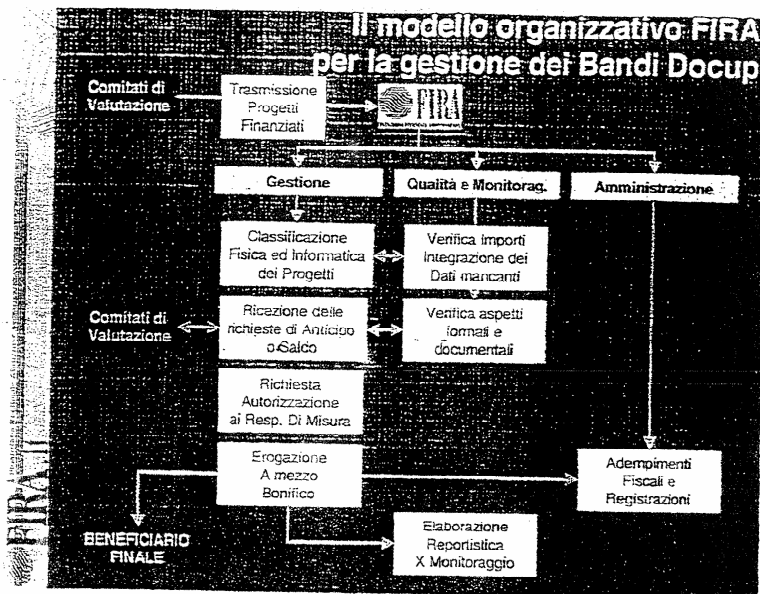 Il modello organizzativo FIRA
per la gestione dei Bandi Docup
Comitati di
Valutazione
Trasmissione
Progetti
Finanziati
FIRA
Gestione
Qualità e Monitorag.
Amministrazione
Classificazione
Fisica ed Informatica
dei Progetti
Verifica Importi
Integrazione dei
Dati mancanti
Comitati di
Valutazione
Ricezione delle
richieste di Anticipo
o Saldo
Verifica aspetti
formali e
documentali
Richiesta
Autorizzazione
ai Resp. Di Misura
Erogazione
A mezzo
Bonifico
Adempimenti
Fiscali e
Registrazioni
BENEFICIARIO
FINALE
Elaborazione
Reportistica
X Monitoraggio
FIRA